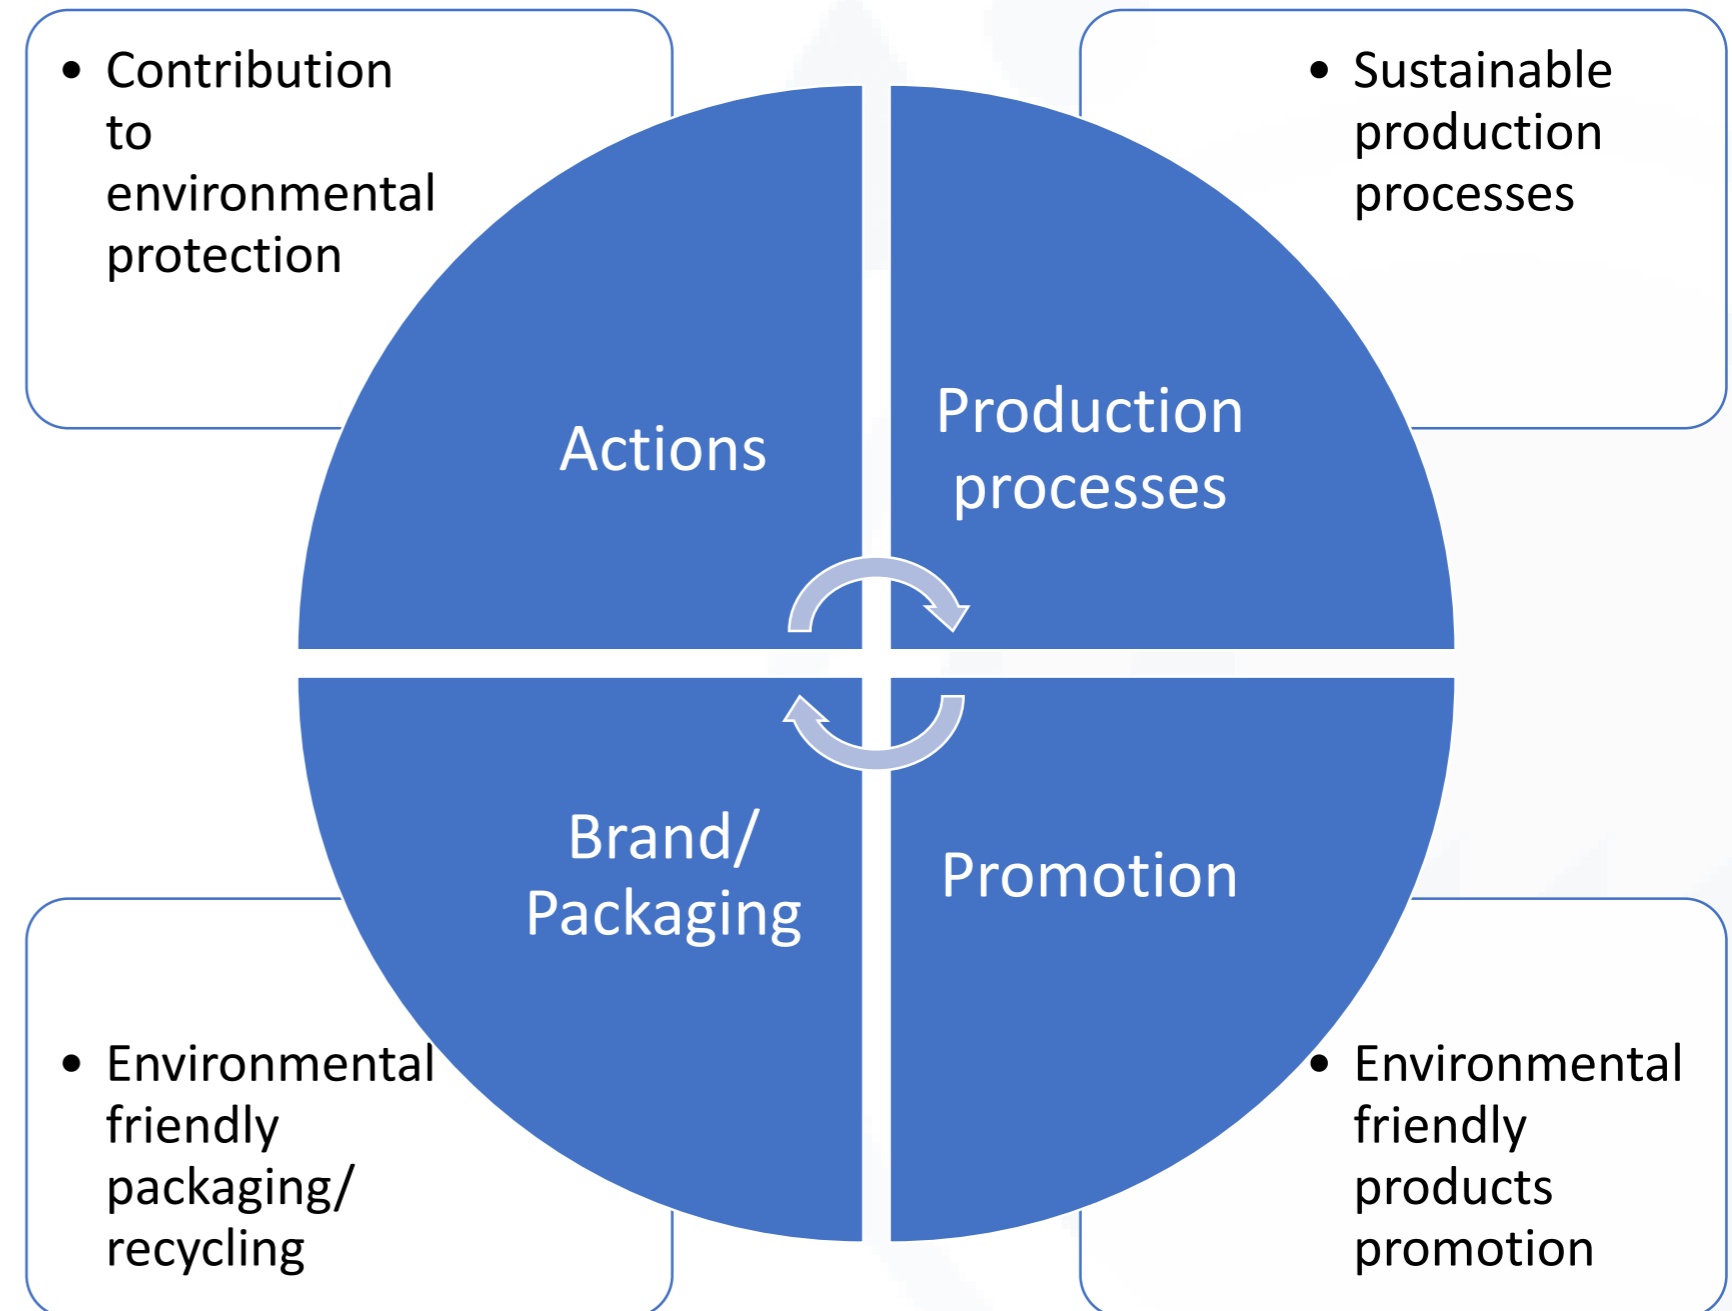 • Contribution
to
environmental
protection
• Sustainable
production
processes
Actions
Production
processes
Brand/
Packaging
Promotion
• Environmental
friendly
packaging/
recycling
• Environmental
friendly
products
promotion